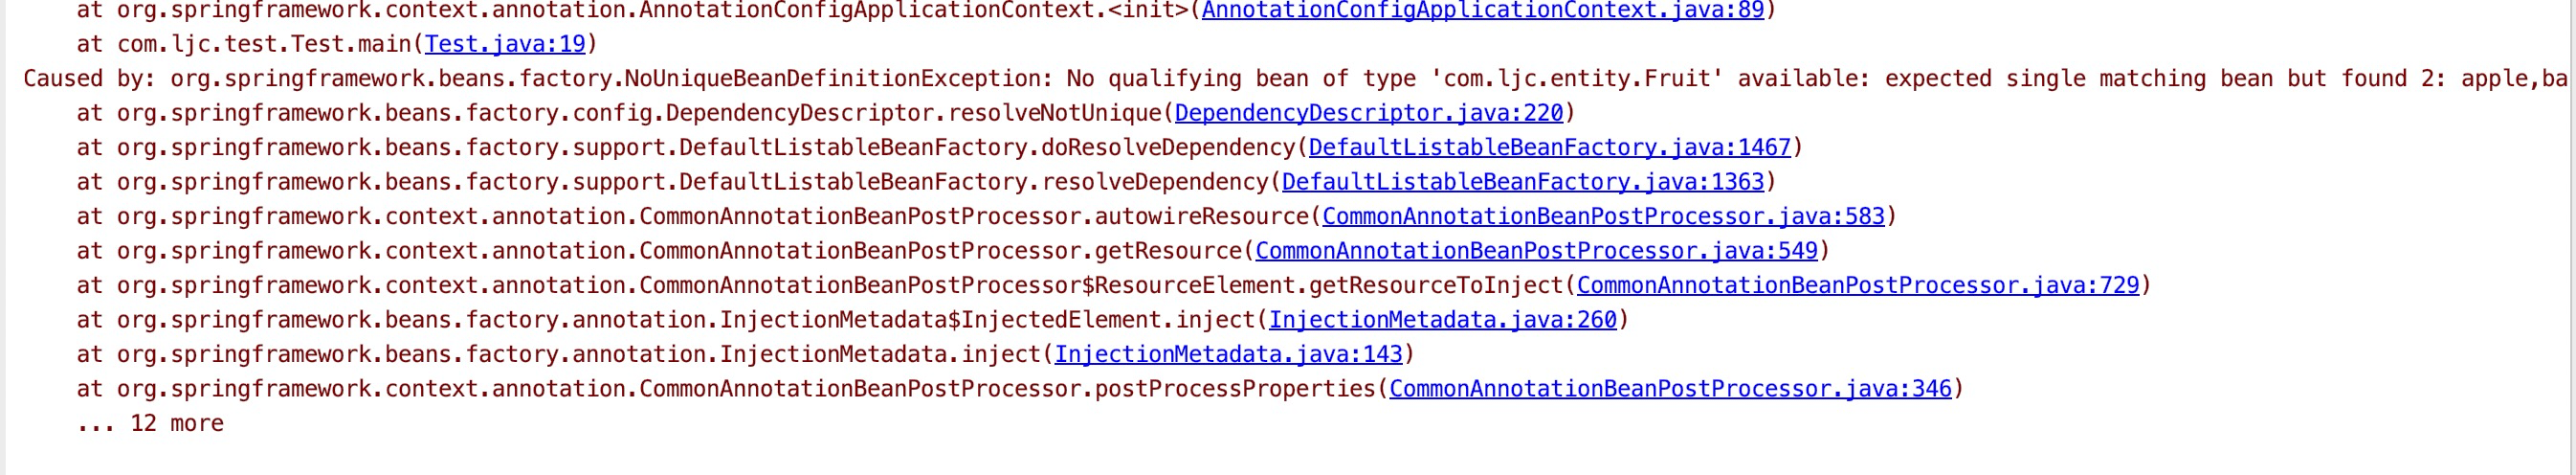 at org.springframework.context.annotation.AnnotationConfigApplicationContext.<init>(AnnotationConfigApplicationContext.java:89)
at com.ljc.test.Test.main(Test.java:19)
Caused by: org.springframework.beans.factory.NoUniqueBeanDefinitionException: No qualifying bean of type 'com.ljc.entity.Fruit' available: expected single matching bean but found 2: apple,ba
at org.springframework.beans.factory.config.DependencyDescriptor.resolveNotUnique(DependencyDescriptor.java:220)
at org.springframework.beans.factory.support.DefaultListableBeanFactory.doResolveDependency(DefaultListableBeanFactory.java:1467)
at org.springframework.beans.factory.support.DefaultListableBeanFactory.resolveDependency(DefaultListableBeanFactory.java:1363)
at org.springframework.context.annotation.CommonAnnotationBeanPostProcessor.autowireResource(CommonAnnotationBeanPostProcessor.java:583)
at org.springframework.context.annotation.CommonAnnotationBeanPostProcessor.getResource(CommonAnnotationBeanPostProcessor.java:549)
at org.springframework.context.annotation.CommonAnnotationBeanPostProcessor$ResourceElement.getResourceToInject(CommonAnnotationBeanPostProcessor.java:729)
at org.springframework.beans.factory.annotation.InjectionMetadata$InjectedElement.inject(InjectionMetadata.java:260)
at org.springframework.beans.factory.annotation.InjectionMetadata.inject(InjectionMetadata.java:143)
at org.springframework.context.annotation.CommonAnnotationBeanPostProcessor.postProcessProperties(CommonAnnotationBeanPostProcessor.java:346)
... 12 more